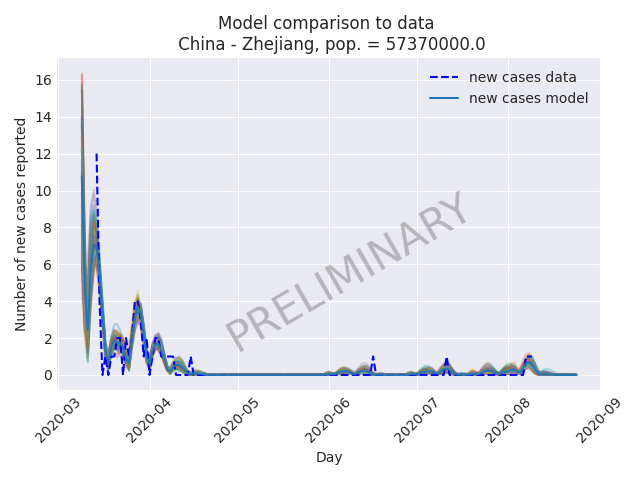 Model comparison to data
China - Zhejiang, pop. = 57370000.0
new cases data
new cases model
Number of new cases reported
16
14
12
10
8
6
4
2
0
PRELIMINARY
2020-03
2020-04
2020-05
2020-06
2020-07
2020-08
2020-09
Day